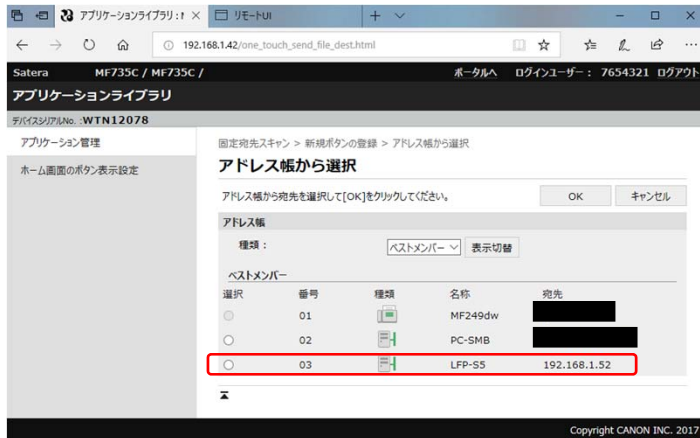 アプリケーションライブラリ : ﾄ
リモートUI
192.168.1.42/one_touch_send_file_dest.html
Satera MF735C / MF735C /
ポータルへ ログインユーザー : 7654321 ログアウト
アプリケーションライブラリ
デバイスシリアルNo. : WTN12078
アプリケーション管理
ホーム画面のボタン表示設定
固定宛先スキャン > 新規ボタンの登録 > アドレス帳から選択
アドレス帳から選択
アドレス帳から宛先を選択して[OK]をクリックしてください。
OK キャンセル
アドレス帳
種類 : ベストメンバー 表示切替
ベストメンバー
選択 番号 種類 名称 宛先
01 MF249dw
02 PC-SMB
03 LFP-S5 192.168.1.52
Copyright CANON INC. 2017